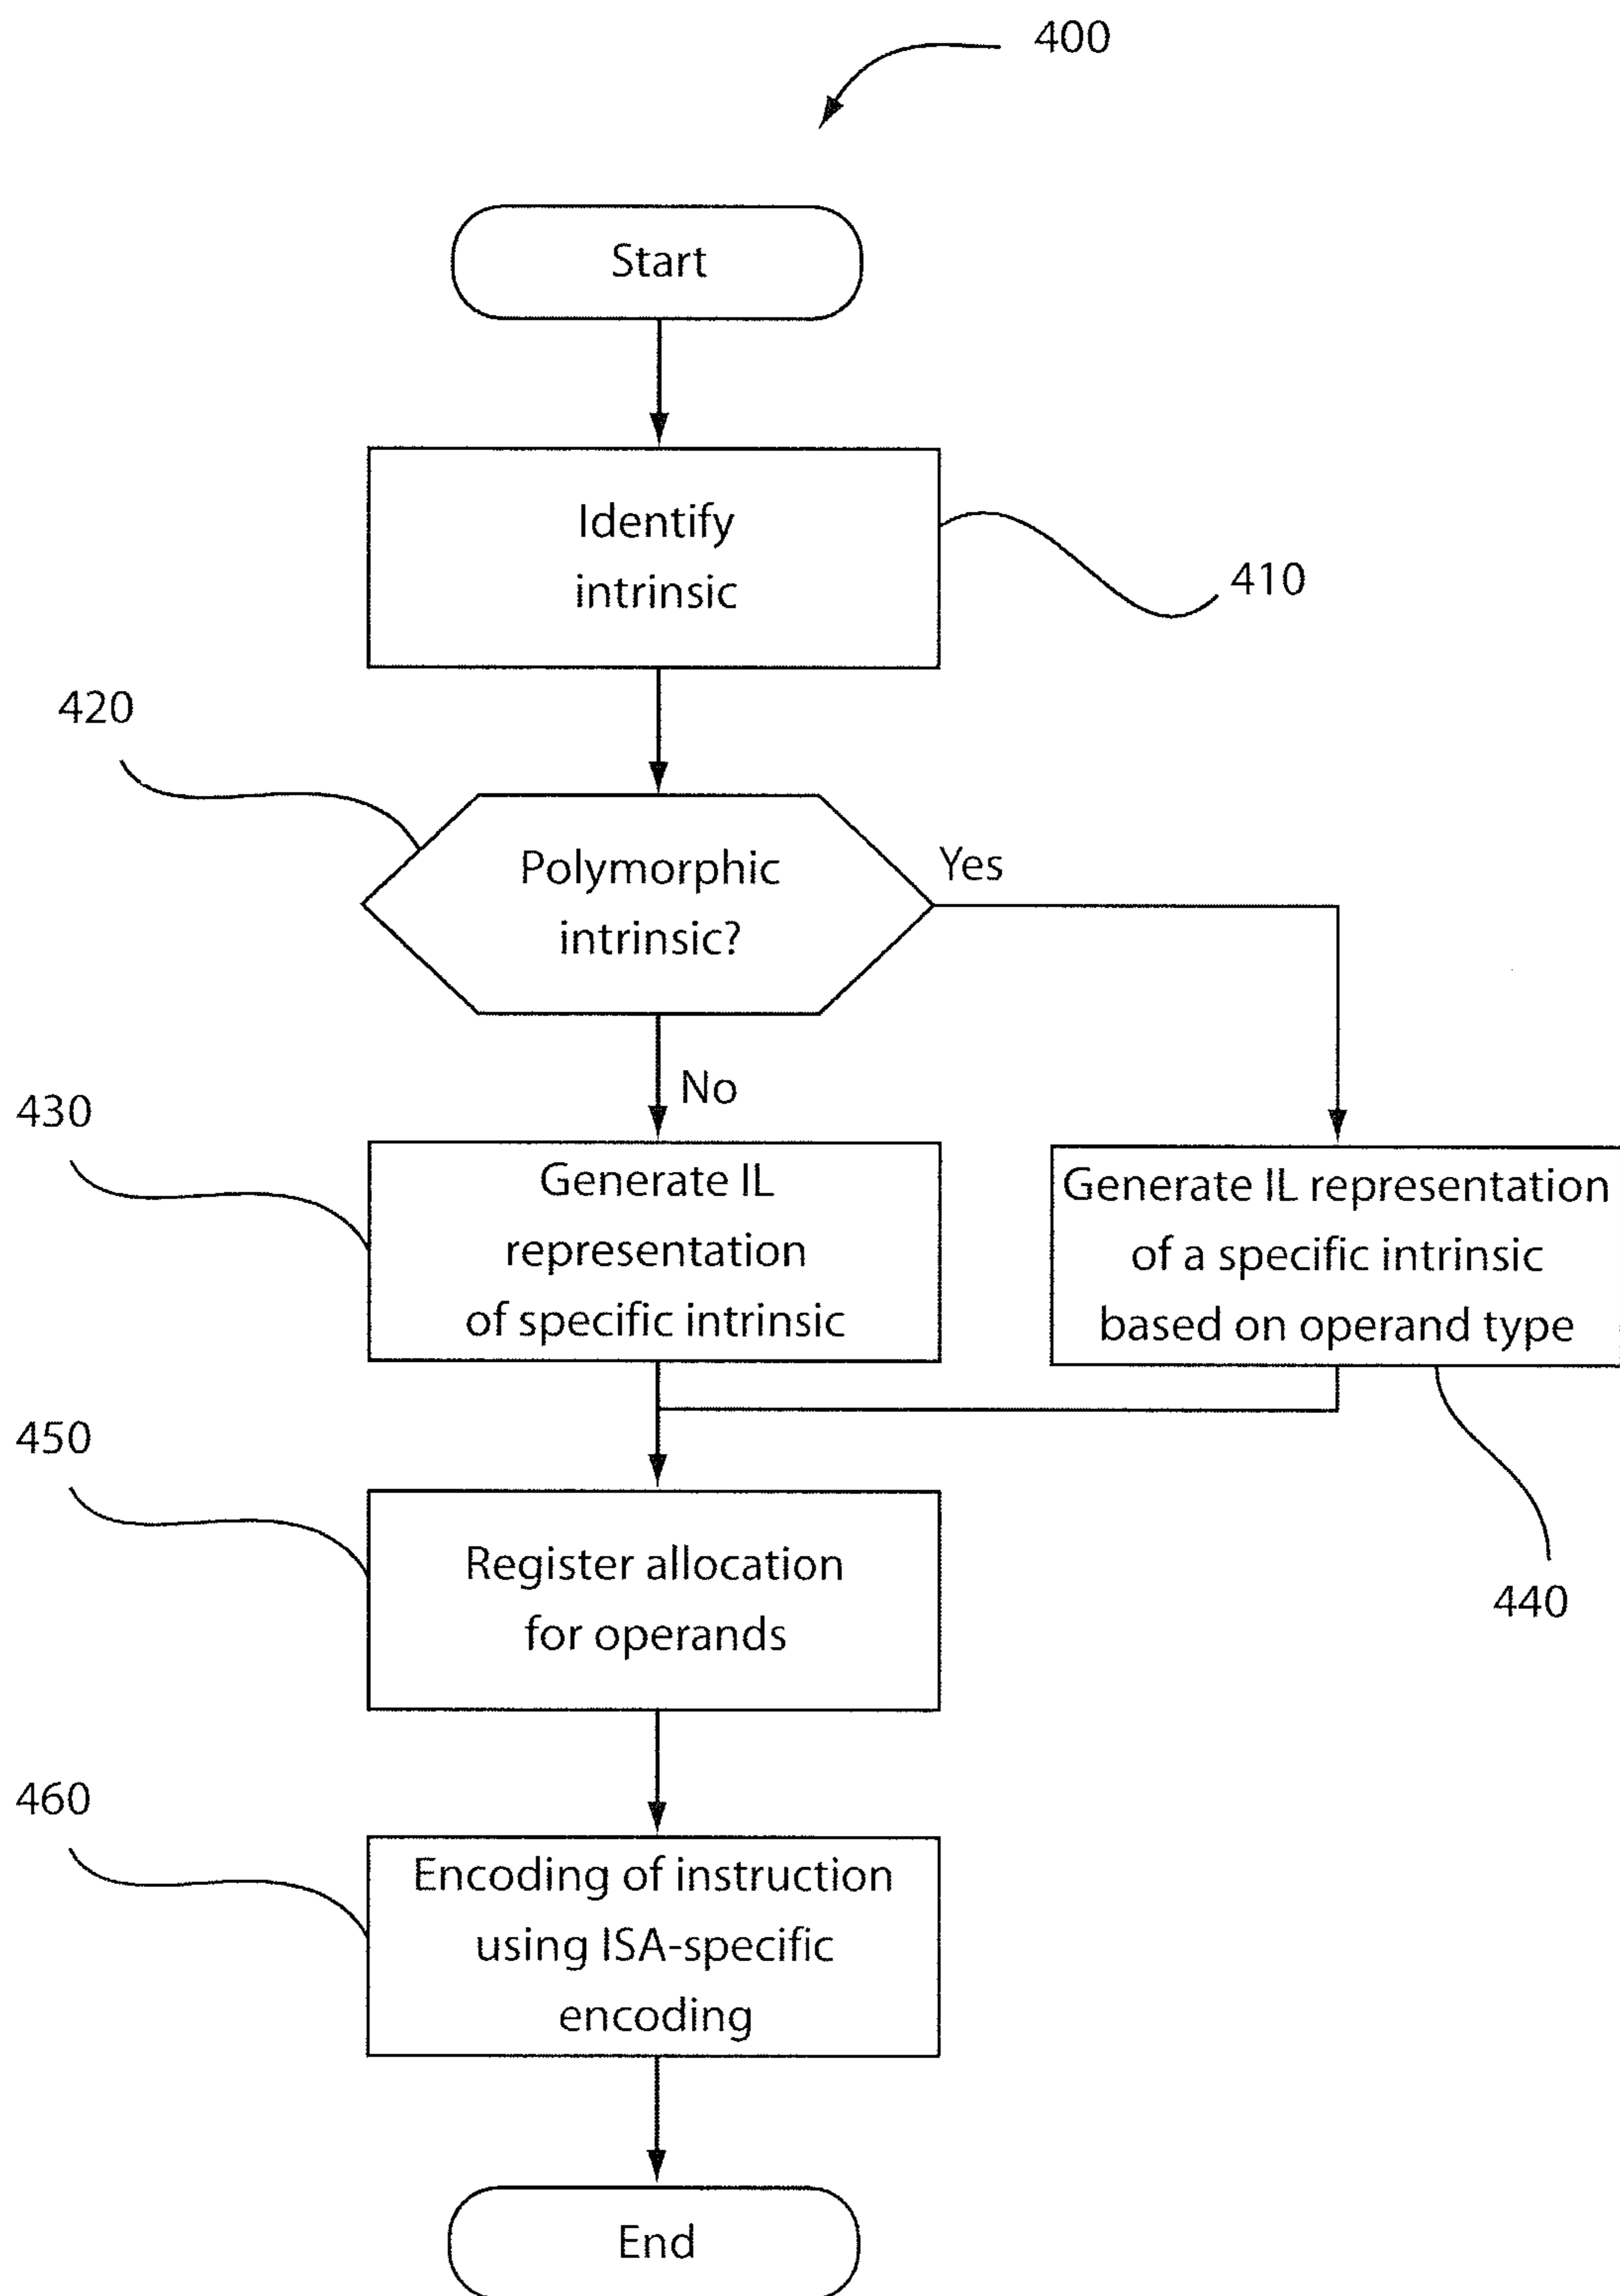 400
Start
Identify
intrinsic
410
420
Polymorphic
intrinsic?
Yes
No
430
Generate IL
representation
of specific intrinsic
Generate IL representation
of a specific intrinsic
based on operand type
440
450
Register allocation
for operands
460
Encoding of instruction
using ISA-specific
encoding
End